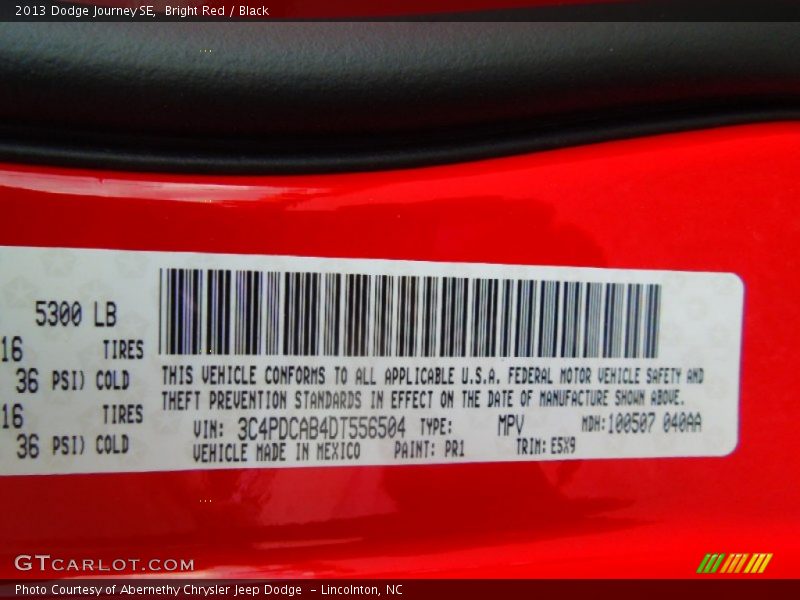 2013 Dodge Journey SE, Bright Red / Black
5300 LB
16 TIRES
36 PSI) COLD
16 TIRES
36 PSI) COLD
THIS VEHICLE CONFORMS TO ALL APPLICABLE U.S.A. FEDERAL MOTOR VEHICLE SAFETY AND
THEFT PREVENTION STANDARDS IN EFFECT ON THE DATE OF MANUFACTURE SHOWN ABOVE.
VIN: 3C4PDCAB4DT556504 TYPE: MPV MDH:100507 040AA
VEHICLE MADE IN MEXICO PAINT: PR1 TRIM: E5X9
GTCARLOT.COM
Photo Courtesy of Abernethy Chrysler Jeep Dodge - Lincolnton, NC